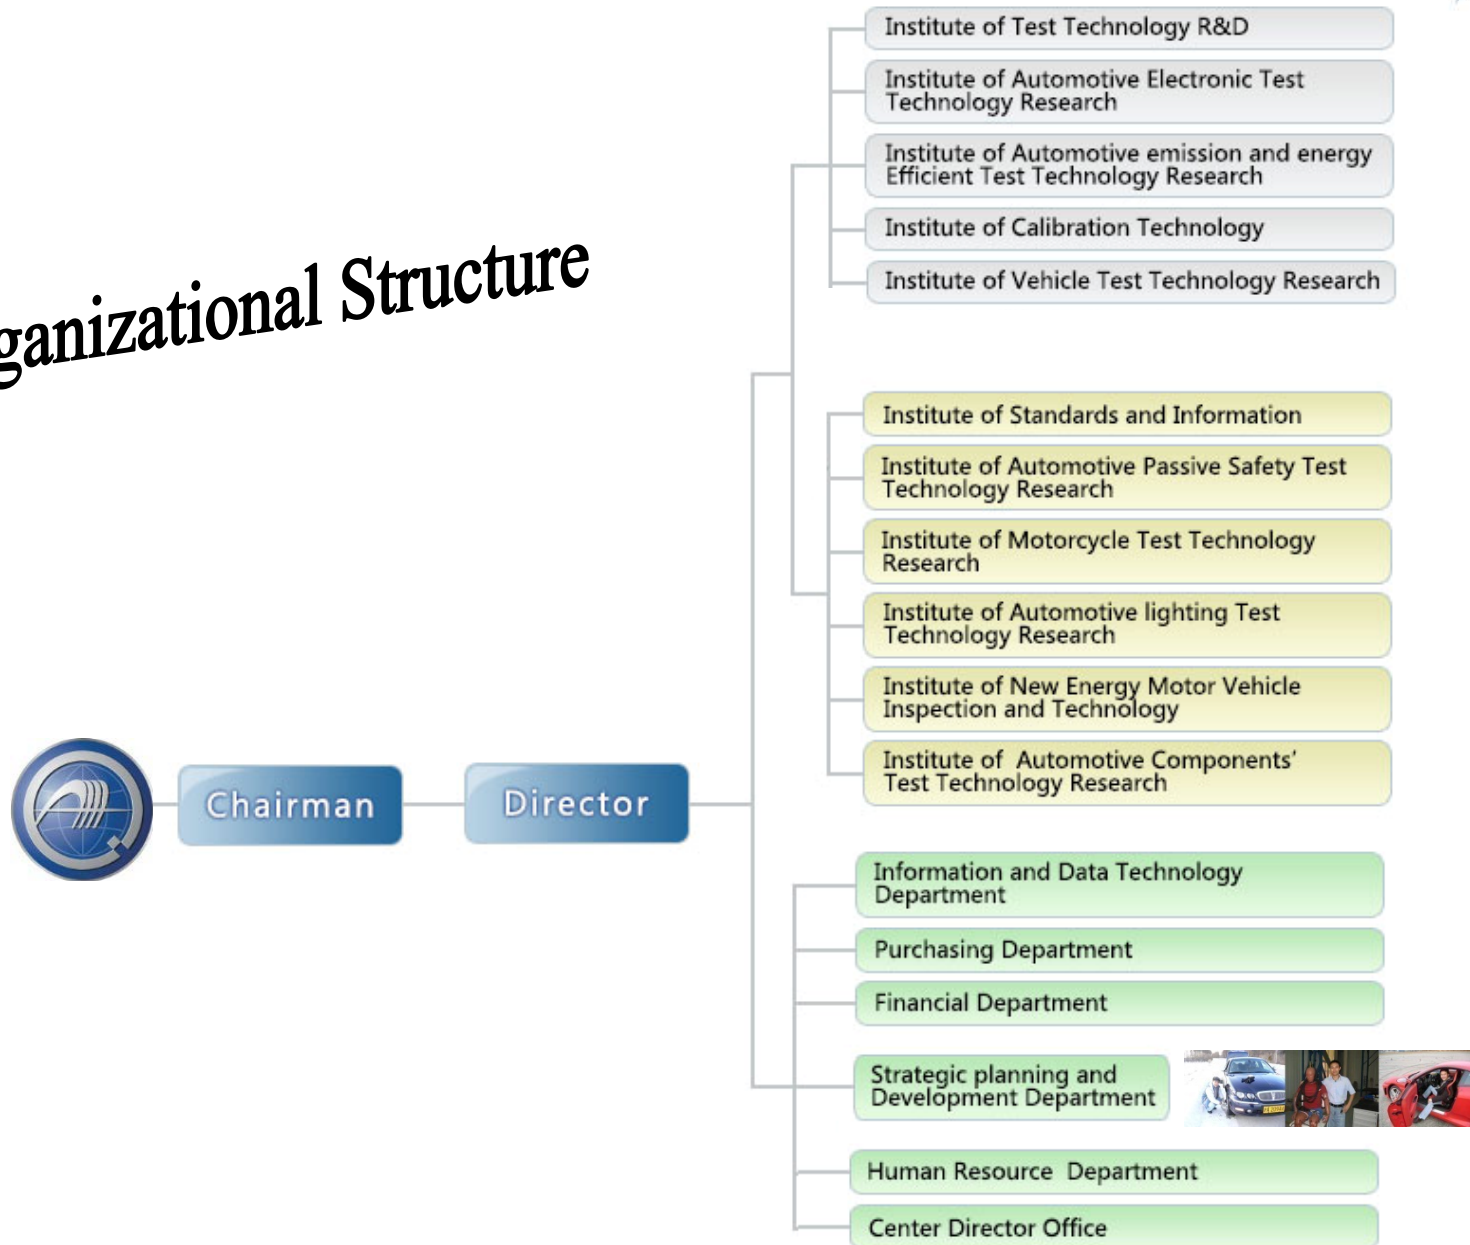 ganizational Structure
Chairman
Director
Institute of Test Technology R&D
Institute of Automotive Electronic Test
Technology Research
Institute of Automotive emission and energy
Efficient Test Technology Research
Institute of Calibration Technology
Institute of Vehicle Test Technology Research
Institute of Standards and Information
Institute of Automotive Passive Safety Test
Technology Research
Institute of Motorcycle Test Technology
Research
Institute of Automotive lighting Test
Technology Research
Institute of New Energy Motor Vehicle
Inspection and Technology
Institute of  Automotive Components'
Test Technology Research
Information and Data Technology
Department
Purchasing Department
Financial Department
Strategic planning and
Development Department
Human Resource  Department
Center Director Office